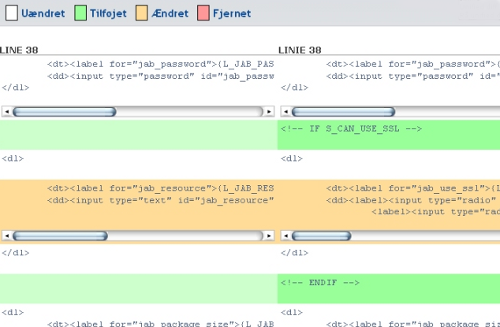 Uændret Tilføjet Ændret Fjernet
LINE 38
<dt><label for="jab_password">{L_JAB_PAS
<dd><input type="password" id="jab_passw
</dl>
<dl>
<dt><label for="jab_resource">{L_JAB_RES
<dd><input type="text" id="jab_resource"
</dl>
<dl>
<dt><label for="jab_package_size">{L_JAB
LINIE 38
<dt><label for="jab_password">{
<dd><input type="password" id="
</dl>
<!-- IF S_CAN_USE_SSL -->
<dl>
<dt><label for="jab_use_ssl">{L
<dd><label><input type="radio"
<label><input type="rad
</dl>
<!-- ENDIF -->
<dl>
<dt><label for="jab_package_siz